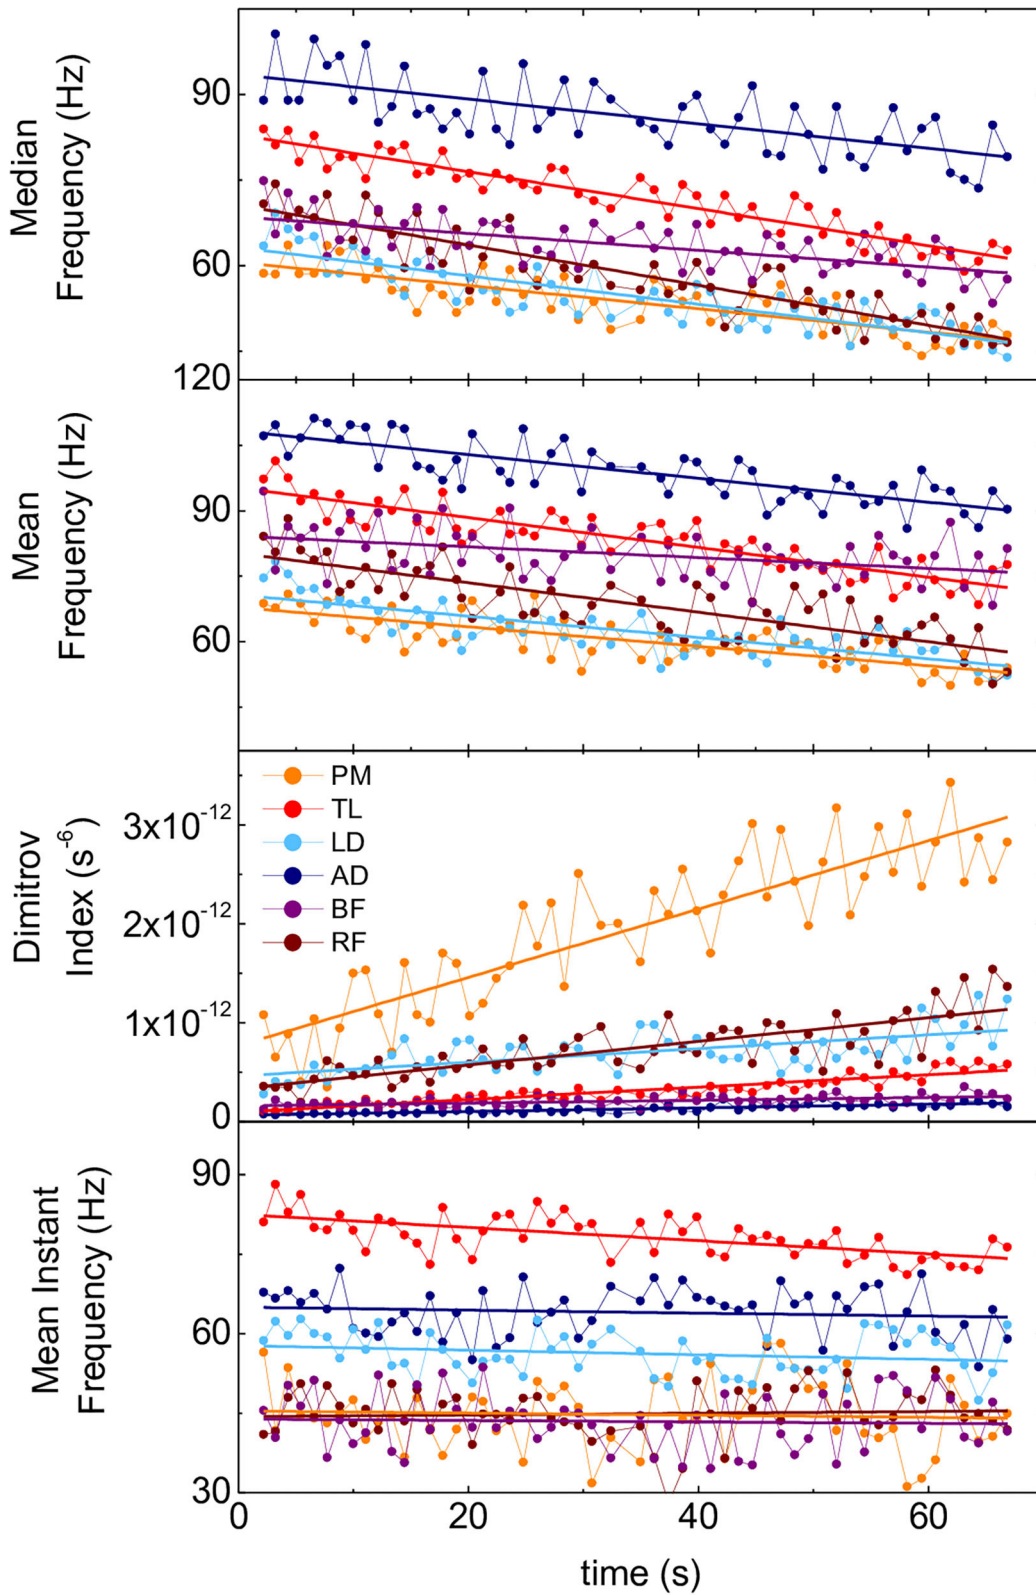 Median
Frequency (Hz)
90
60
120
Mean
Frequency (Hz)
90
60
Dimitrov
Index (s-6)
3x10-12
2x10-12
1x10-12
0
PM
TL
LD
AD
BF
RF
Mean Instant
Frequency (Hz)
90
60
30
0 20 40 60
time (s)